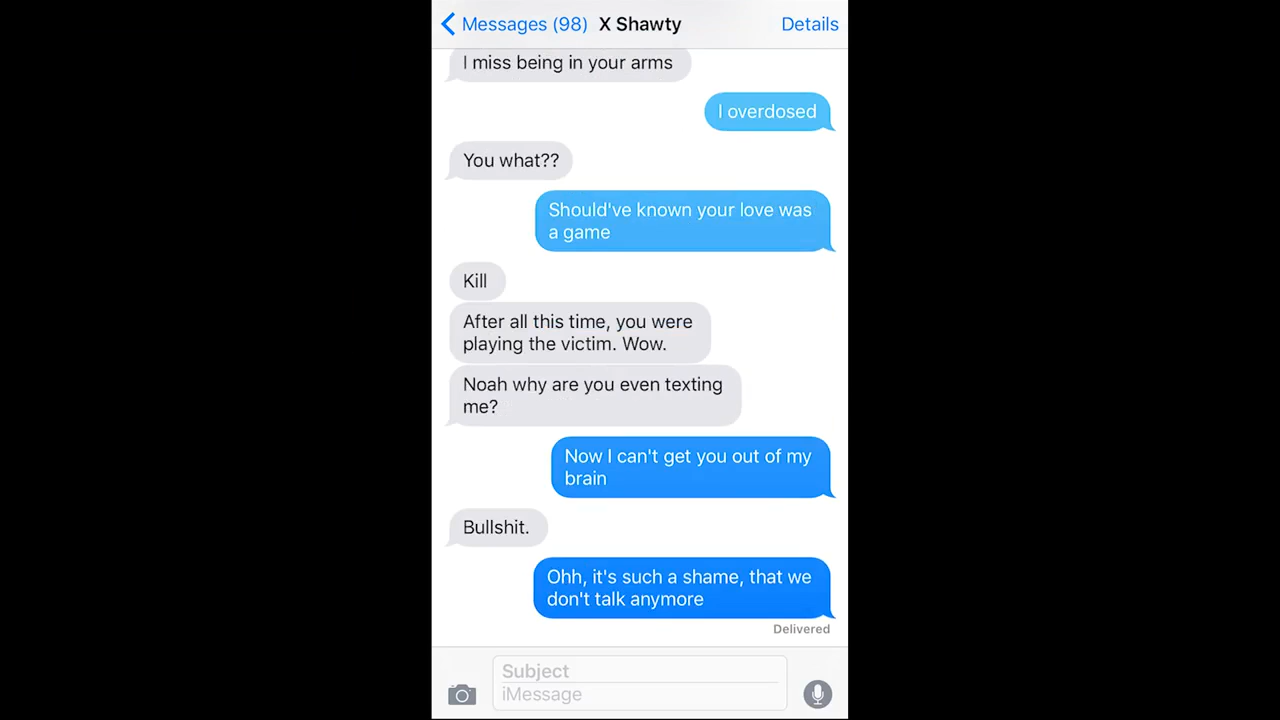 Messages (98) X Shawty Details
I miss being in your arms
I overdosed
You what??
Should've known your love was
a game
Kill
After all this time, you were
playing the victim. Wow.
Noah why are you even texting
me?
Now I can't get you out of my
brain
Bullshit.
Ohh, it's such a shame, that we
don't talk anymore
Delivered
Subject
iMessage